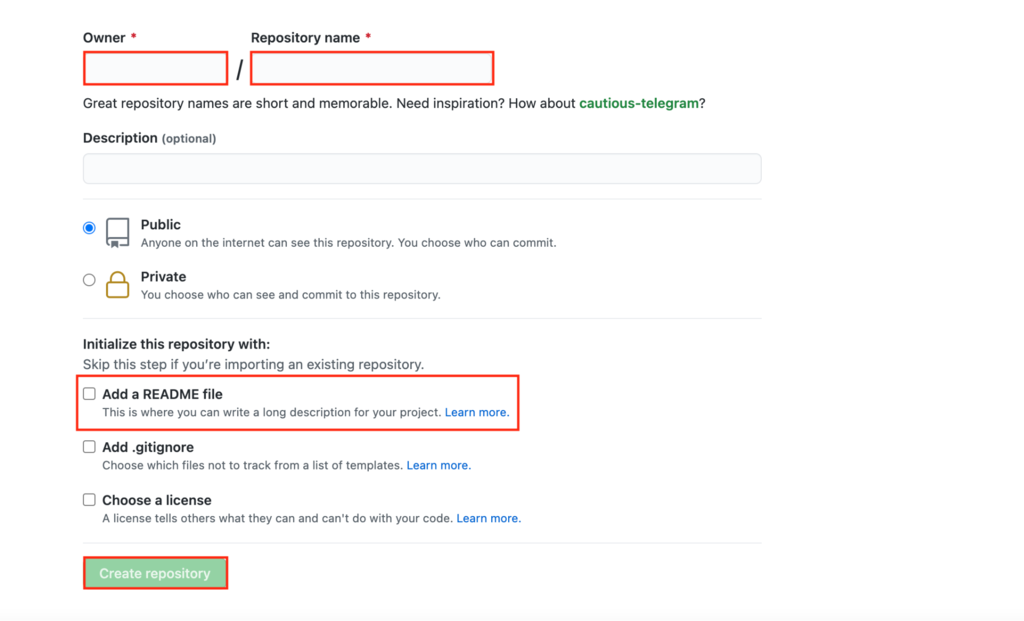 Owner * Repository name *
/
Great repository names are short and memorable. Need inspiration? How about cautious-telegram?
Description (optional)
Public
Anyone on the internet can see this repository. You choose who can commit.
Private
You choose who can see and commit to this repository.
Initialize this repository with:
Skip this step if you’re importing an existing repository.
Add a README file
This is where you can write a long description for your project. Learn more.
Add .gitignore
Choose which files not to track from a list of templates. Learn more.
Choose a license
A license tells others what they can and can't do with your code. Learn more.
Create repository